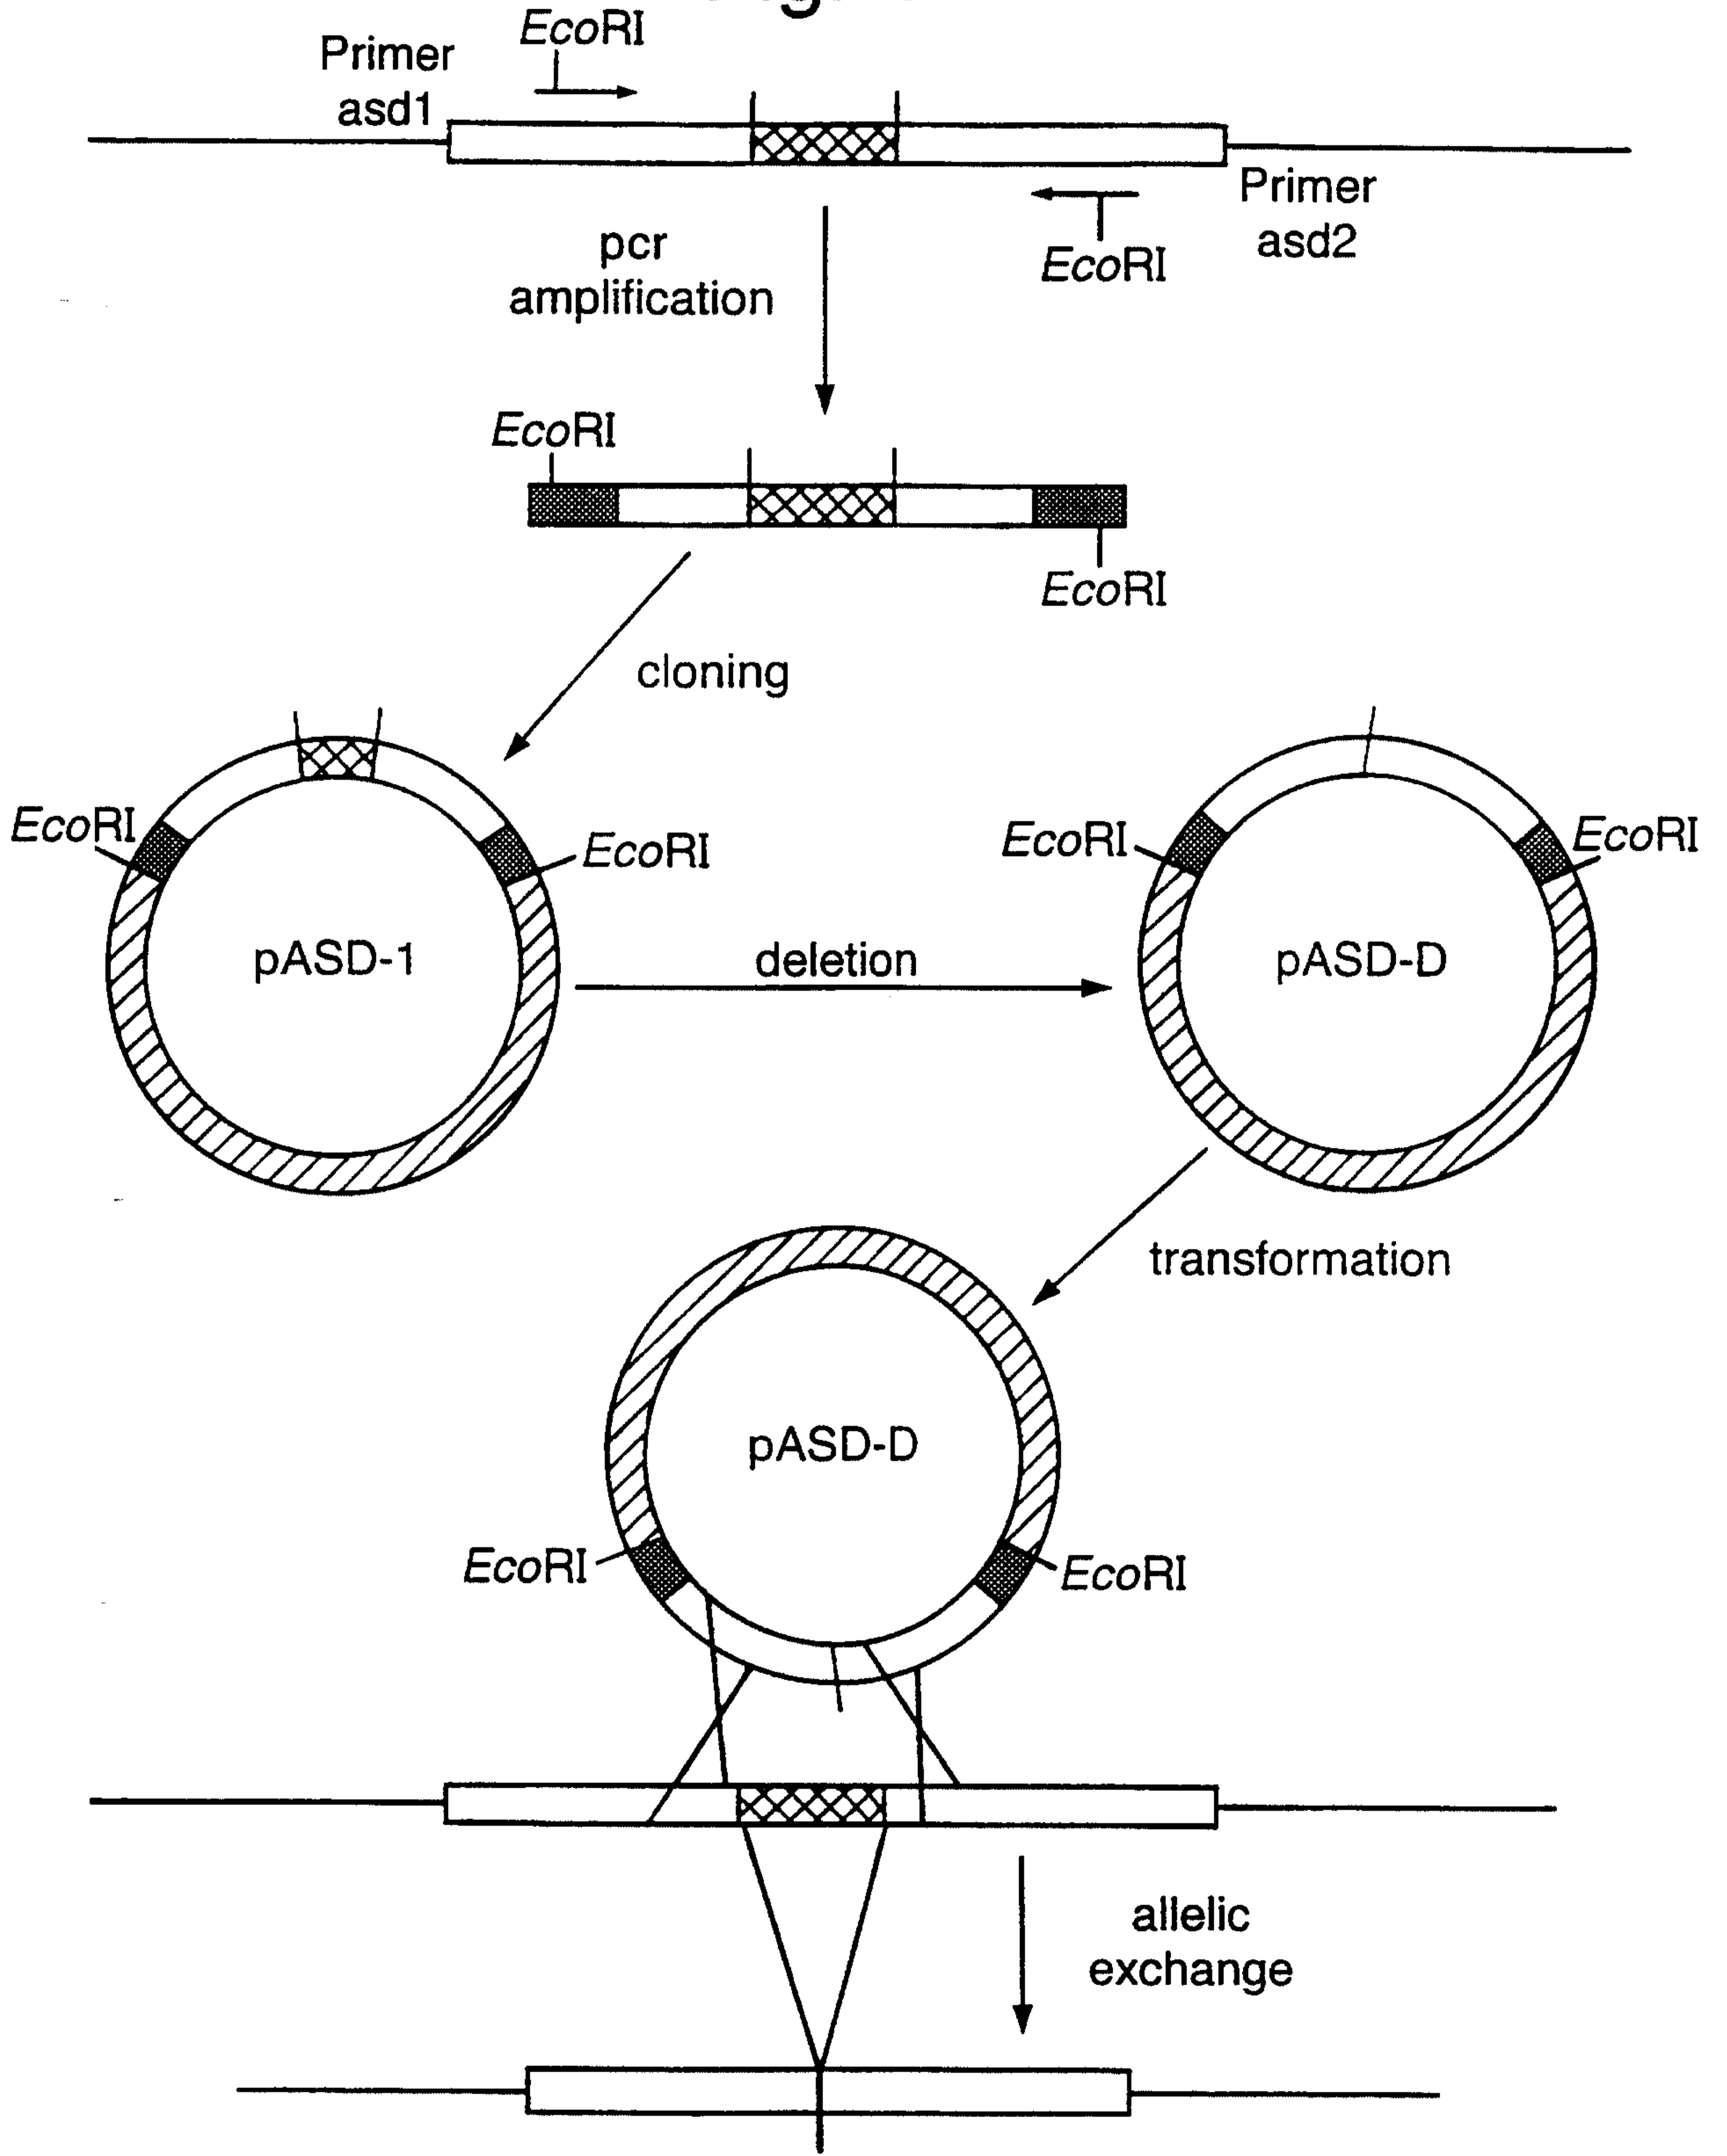 EcoRI
Primer
asd1
Primer
asd2
EcoRI
pcr
amplification
EcoRI
EcoRI
cloning
EcoRI
EcoRI
pASD-1
deletion
EcoRI
EcoRI
pASD-D
transformation
pASD-D
EcoRI
EcoRI
allelic
exchange